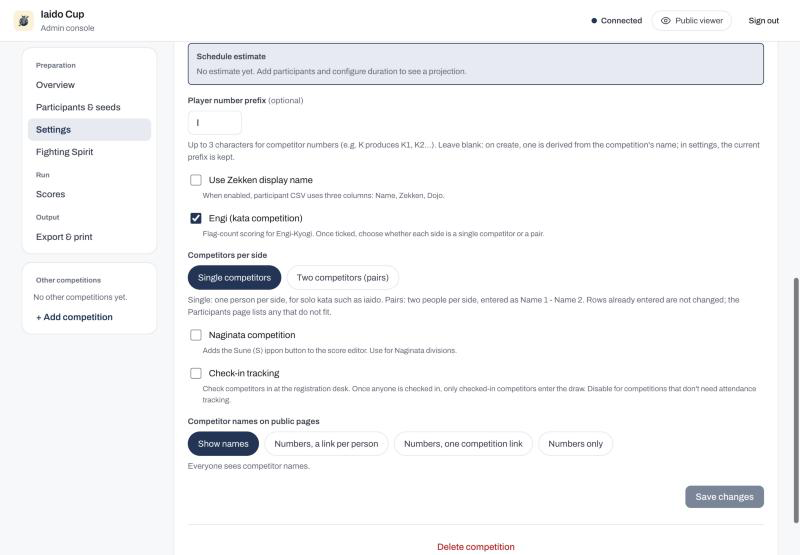 Iaido Cup
Admin console
Connected
Public viewer
Sign out
Preparation
Overview
Participants & seeds
Settings
Fighting Spirit
Run
Scores
Output
Export & print
Other competitions
No other competitions yet.
+ Add competition
Schedule estimate
No estimate yet. Add participants and configure duration to see a projection.
Player number prefix (optional)
I
Up to 3 characters for competitor numbers (e.g. K produces K1, K2...). Leave blank: on create, one is derived from the competition's name; in settings, the current
prefix is kept.
Use Zekken display name
When enabled, participant CSV uses three columns: Name, Zekken, Dojo.
Engi (kata competition)
Flag-count scoring for Engi-Kyogi. Once ticked, choose whether each side is a single competitor or a pair.
Competitors per side
Single competitors
Two competitors (pairs)
Single: one person per side, for solo kata such as iaido. Pairs: two people per side, entered as Name 1 - Name 2. Rows already entered are not changed; the
Participants page lists any that do not fit.
Naginata competition
Adds the Sune (S) ippon button to the score editor. Use for Naginata divisions.
Check-in tracking
Check competitors in at the registration desk. Once anyone is checked in, only checked-in competitors enter the draw. Disable for competitions that don't need attendance
tracking.
Competitor names on public pages
Show names
Numbers, a link per person
Numbers, one competition link
Numbers only
Everyone sees competitor names.
Save changes
Delete competition